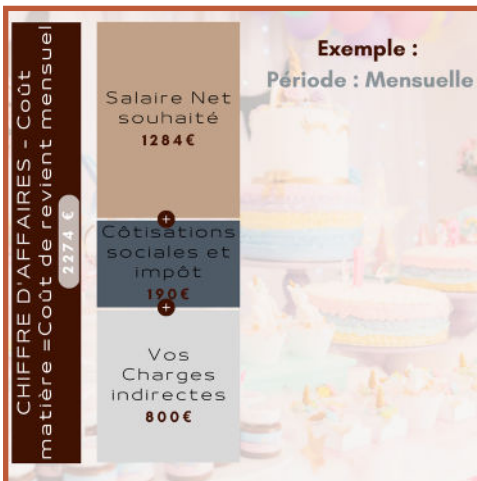 CHIFFRE D'AFFAIRES - Coût
matière =Coût de revient mensuel
2274 €
Salaire Net
souhaité
1284€
+
Côtisations
sociales et
impôt
190€
+
Vos
Charges
indirectes
800€
Exemple :
Période : Mensuelle